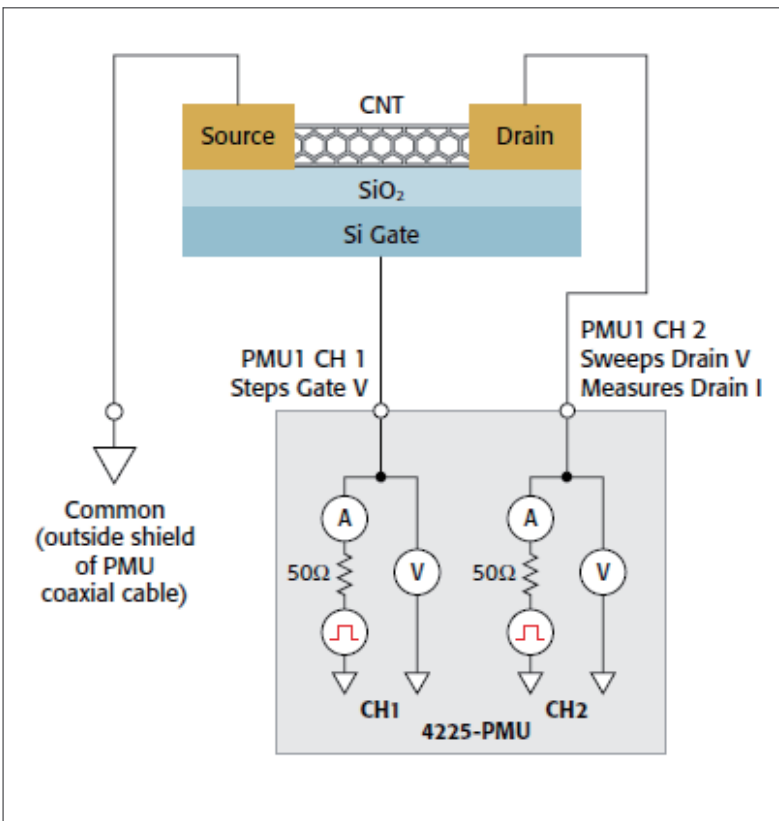 CNT
Source
Drain
SiO₂
Si Gate
PMU1 CH 1
Steps Gate V
PMU1 CH 2
Sweeps Drain V
Measures Drain I
Common
(outside shield
of PMU
coaxial cable)
A
50Ω
V
A
50Ω
V
CH1
CH2
4225-PMU